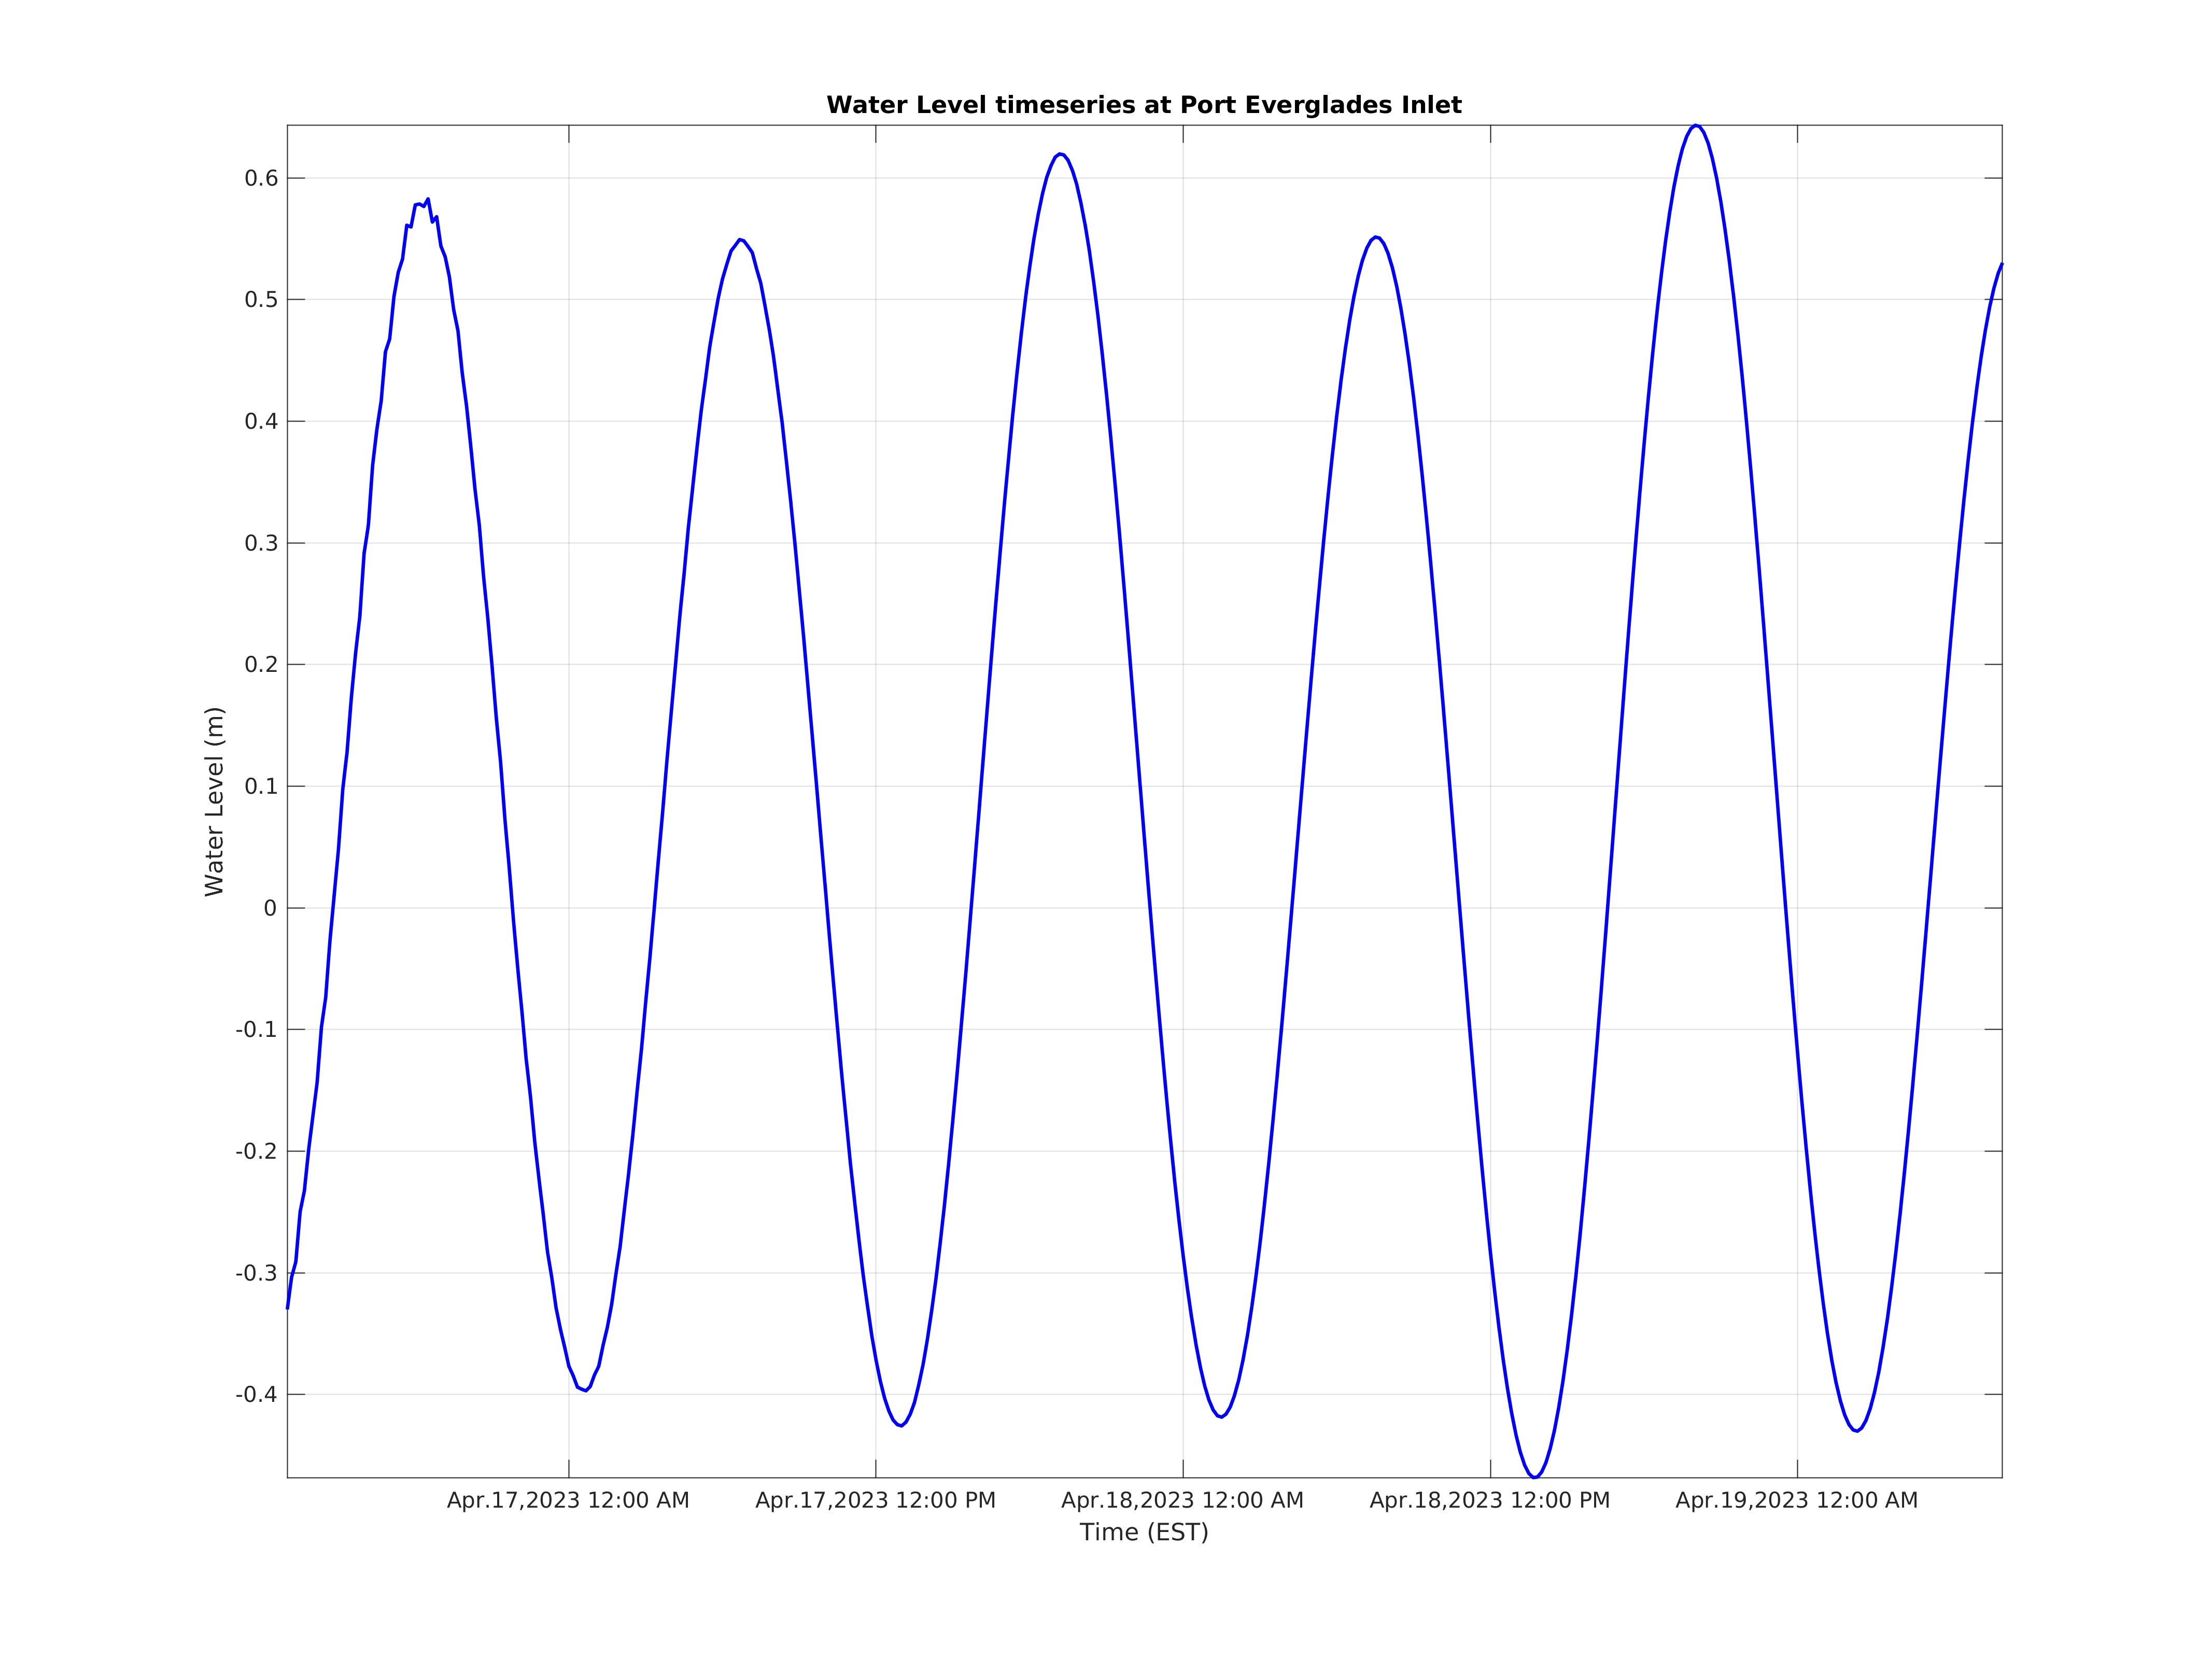 Water Level timeseries at Port Everglades Inlet
0.6
0.5
0.4
0.3
0.2
0.1
0
-0.1
-0.2
-0.3
-0.4
Water Level (m)
Apr.17,2023 12:00 AM
Apr.17,2023 12:00 PM
Apr.18,2023 12:00 AM
Apr.18,2023 12:00 PM
Apr.19,2023 12:00 AM
Time (EST)